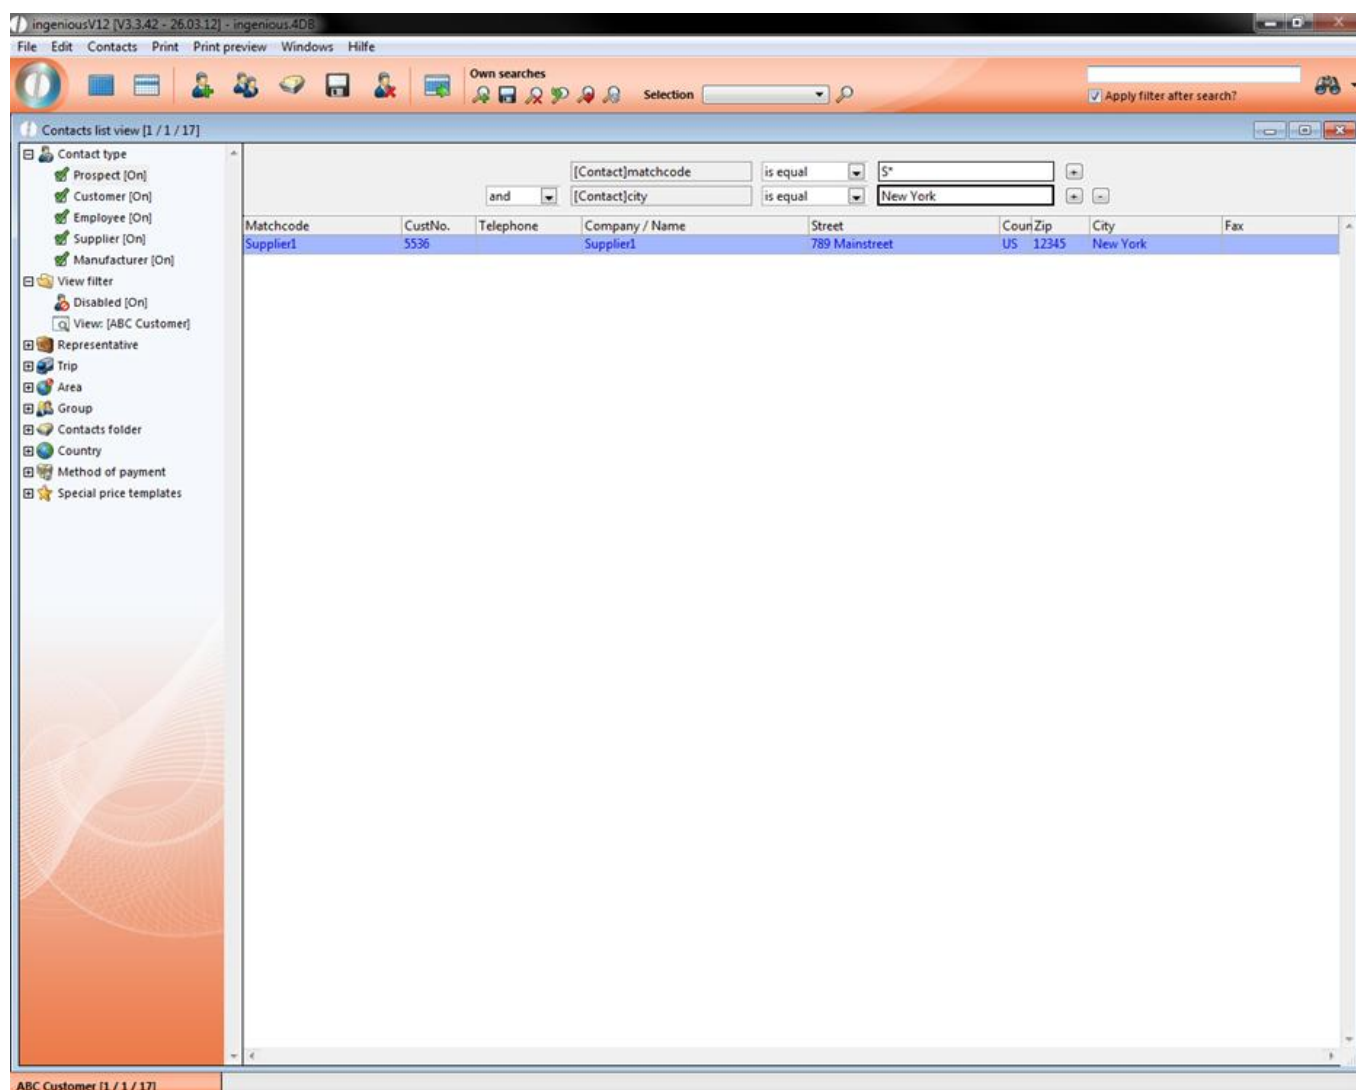 ingeniousV12 [V3.3.42 - 26.03.12] - ingenious.4DB
File Edit Contacts Print Print preview Windows Hilfe
Own searches
Selection
Apply filter after search?
Contacts list view [1 / 1 / 17]
Contact type
Prospect [On]
Customer [On]
Employee [On]
Supplier [On]
Manufacturer [On]
View filter
Disabled [On]
View: [ABC Customer]
Representative
Trip
Area
Group
Contacts folder
Country
Method of payment
Special price templates
[Contact]matchcode is equal S*
and [Contact]city is equal New York
Matchcode CustNo. Telephone Company / Name Street Coun Zip City Fax
Supplier1 5536 Supplier1 789 Mainstreet US 12345 New York
ABC Customer [1 / 1 / 17]